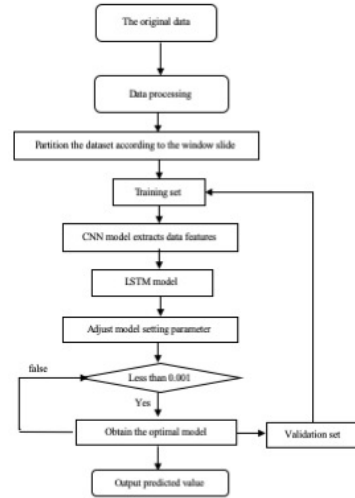 The original data
Data processing
Partition the dataset according to the window slide
Training set
CNN model extracts data features
LSTM model
Adjust model setting parameter
false
Less than 0.001
Yes
Obtain the optimal model
Validation set
Output predicted value